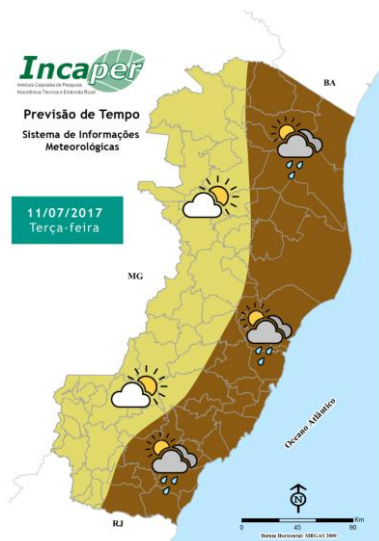 Incaper
Instituto Capixaba de Pesquisa,
Assistência Técnica e Extensão Rural
Previsão de Tempo
Sistema de Informações
Meteorológicas
11/07/2017
Terça-feira
BA
MG
Oceano Atlântico
RJ
N
Km
0 45 90
Datum Horizontal: SIRGAS 2000